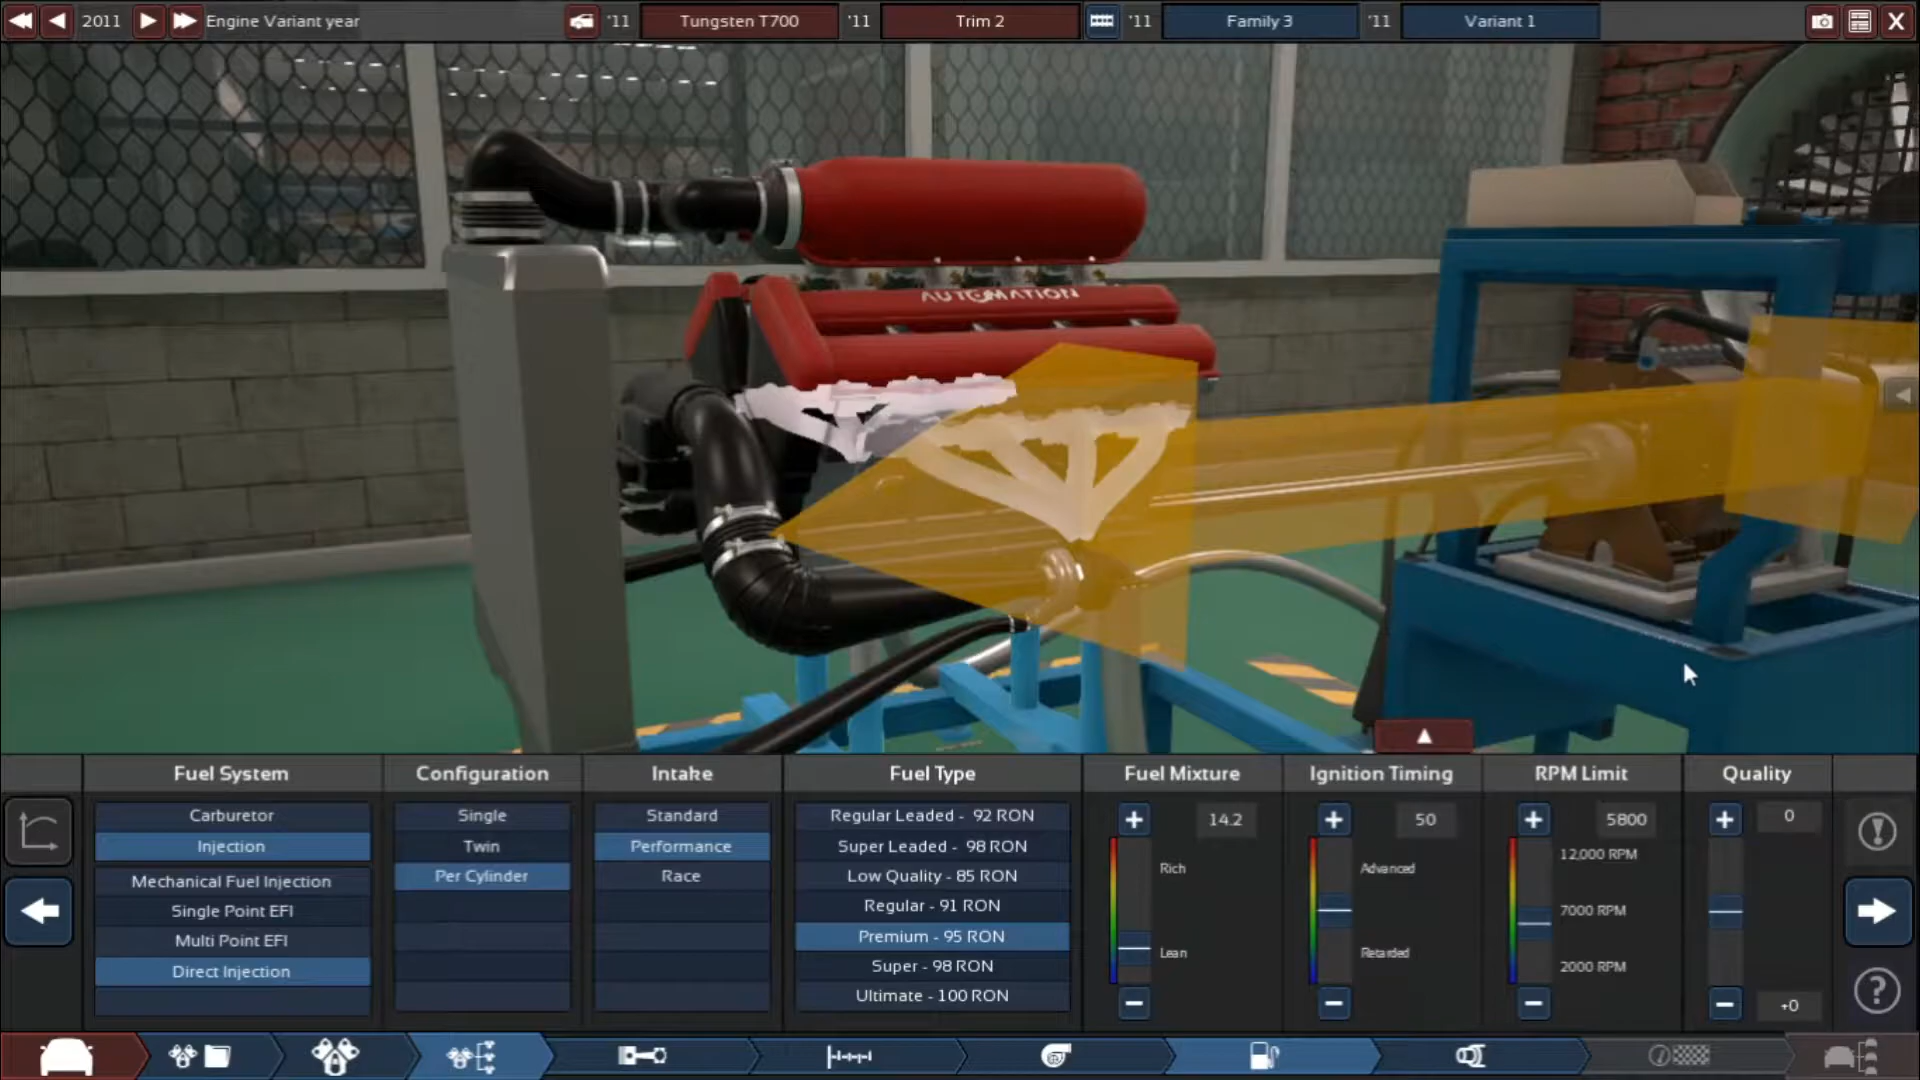 2011 Engine Variant year '11 Tungsten T700 '11 Trim 2 '11 Family 3 '11 Variant 1
AUTOMATION
Fuel System
Carburetor
Injection
Mechanical Fuel Injection
Single Point EFI
Multi Point EFI
Direct Injection
Configuration
Single
Twin
Per Cylinder
Intake
Standard
Performance
Race
Fuel Type
Regular Leaded - 92 RON
Super Leaded - 98 RON
Low Quality - 85 RON
Regular - 91 RON
Premium - 95 RON
Super - 98 RON
Ultimate - 100 RON
Fuel Mixture
14.2
Rich
Lean
Ignition Timing
50
Advanced
Retarded
RPM Limit
5800
12,000 RPM
7000 RPM
2000 RPM
Quality
0
+0